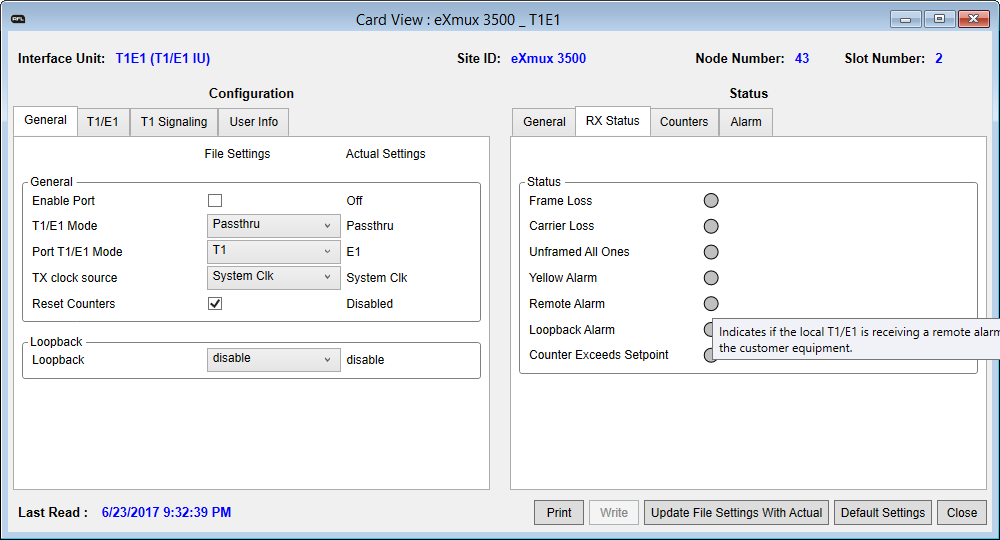 RFL
Card View : eXmux 3500 _ T1E1
Interface Unit: T1E1 (T1/E1 IU) Site ID: eXmux 3500 Node Number: 43 Slot Number: 2
Configuration
General T1/E1 T1 Signaling User Info
File Settings Actual Settings
General
Enable Port Off
T1/E1 Mode Passthru Passthru
Port T1/E1 Mode T1 E1
TX clock source System Clk System Clk
Reset Counters Disabled
Loopback
Loopback disable disable
Status
General RX Status Counters Alarm
Status
Frame Loss
Carrier Loss
Unframed All Ones
Yellow Alarm
Remote Alarm
Loopback Alarm
Counter Exceeds Setpoint
Indicates if the local T1/E1 is receiving a remote alarm
the customer equipment.
Last Read : 6/23/2017 9:32:39 PM
Print Write Update File Settings With Actual Default Settings Close